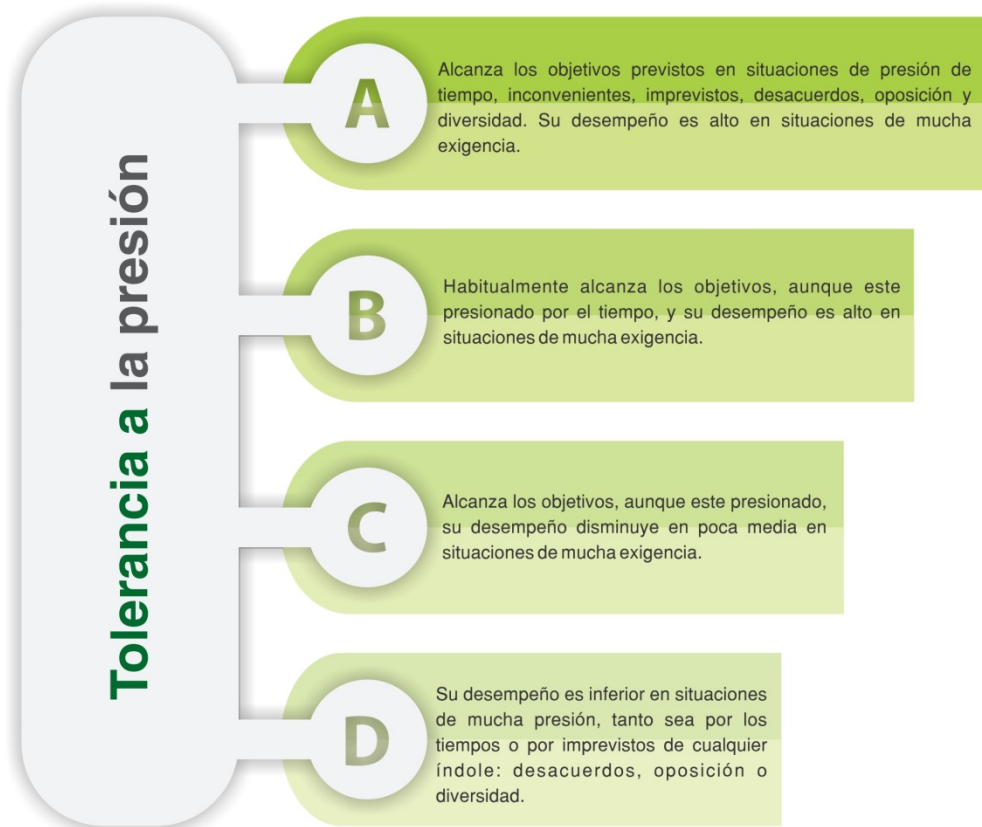 Tolerancia a la presión
A
Alcanza los objetivos previstos en situaciones de presión de
tiempo, inconvenientes, imprevistos, desacuerdos, oposición y
diversidad. Su desempeño es alto en situaciones de mucha
exigencia.
B
Habitualmente alcanza los objetivos, aunque este
presionado por el tiempo, y su desempeño es alto en
situaciones de mucha exigencia.
C
Alcanza los objetivos, aunque este presionado,
su desempeño disminuye en poca media en
situaciones de mucha exigencia.
D
Su desempeño es inferior en situaciones
de mucha presión, tanto sea por los
tiempos o por imprevistos de cualquier
índole: desacuerdos, oposición o
diversidad.